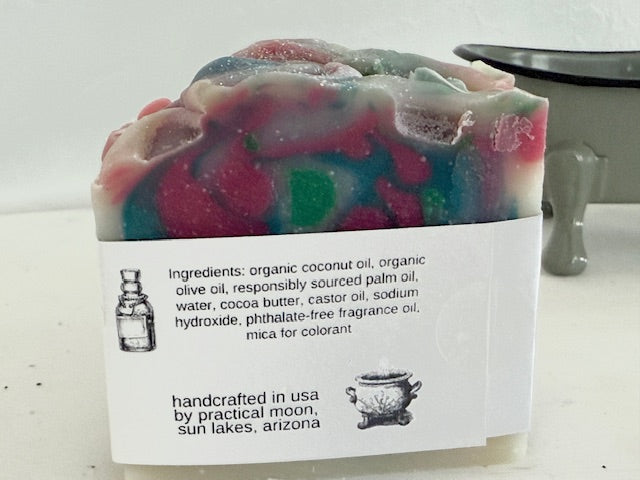 Ingredients: organic coconut oil, organic
olive oil, responsibly sourced palm oil,
water, cocoa butter, castor oil, sodium
hydroxide, phthalate-free fragrance oil,
mica for colorant
handcrafted in usa
by practical moon,
sun lakes, arizona